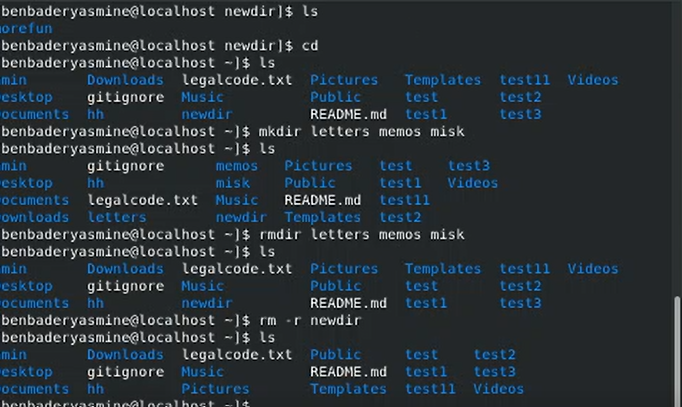 benbaderyasmine@localhost newdir]$ ls
orefun
benbaderyasmine@localhost newdir]$ cd
benbaderyasmine@localhost ~]$ ls
min Downloads legalcode.txt Pictures Templates test11 Videos
esktop gitignore Music Public test test2
ocuments hh newdir README.md test1 test3
benbaderyasmine@localhost ~]$ mkdir letters memos misk
benbaderyasmine@localhost ~]$ ls
min gitignore memos Pictures test test3
esktop hh misk Public test1 Videos
ocuments legalcode.txt Music README.md test11
ownloads letters newdir Templates test2
benbaderyasmine@localhost ~]$ rmdir letters memos misk
benbaderyasmine@localhost ~]$ ls
min Downloads legalcode.txt Pictures Templates test11 Videos
esktop gitignore Music Public test test2
ocuments hh newdir README.md test1 test3
benbaderyasmine@localhost ~]$ rm -r newdir
benbaderyasmine@localhost ~]$ ls
min Downloads legalcode.txt Public test test2
esktop gitignore Music README.md test1 test3
ocuments hh Pictures Templates test11 Videos
benbaderyasmine@localhost ~]$